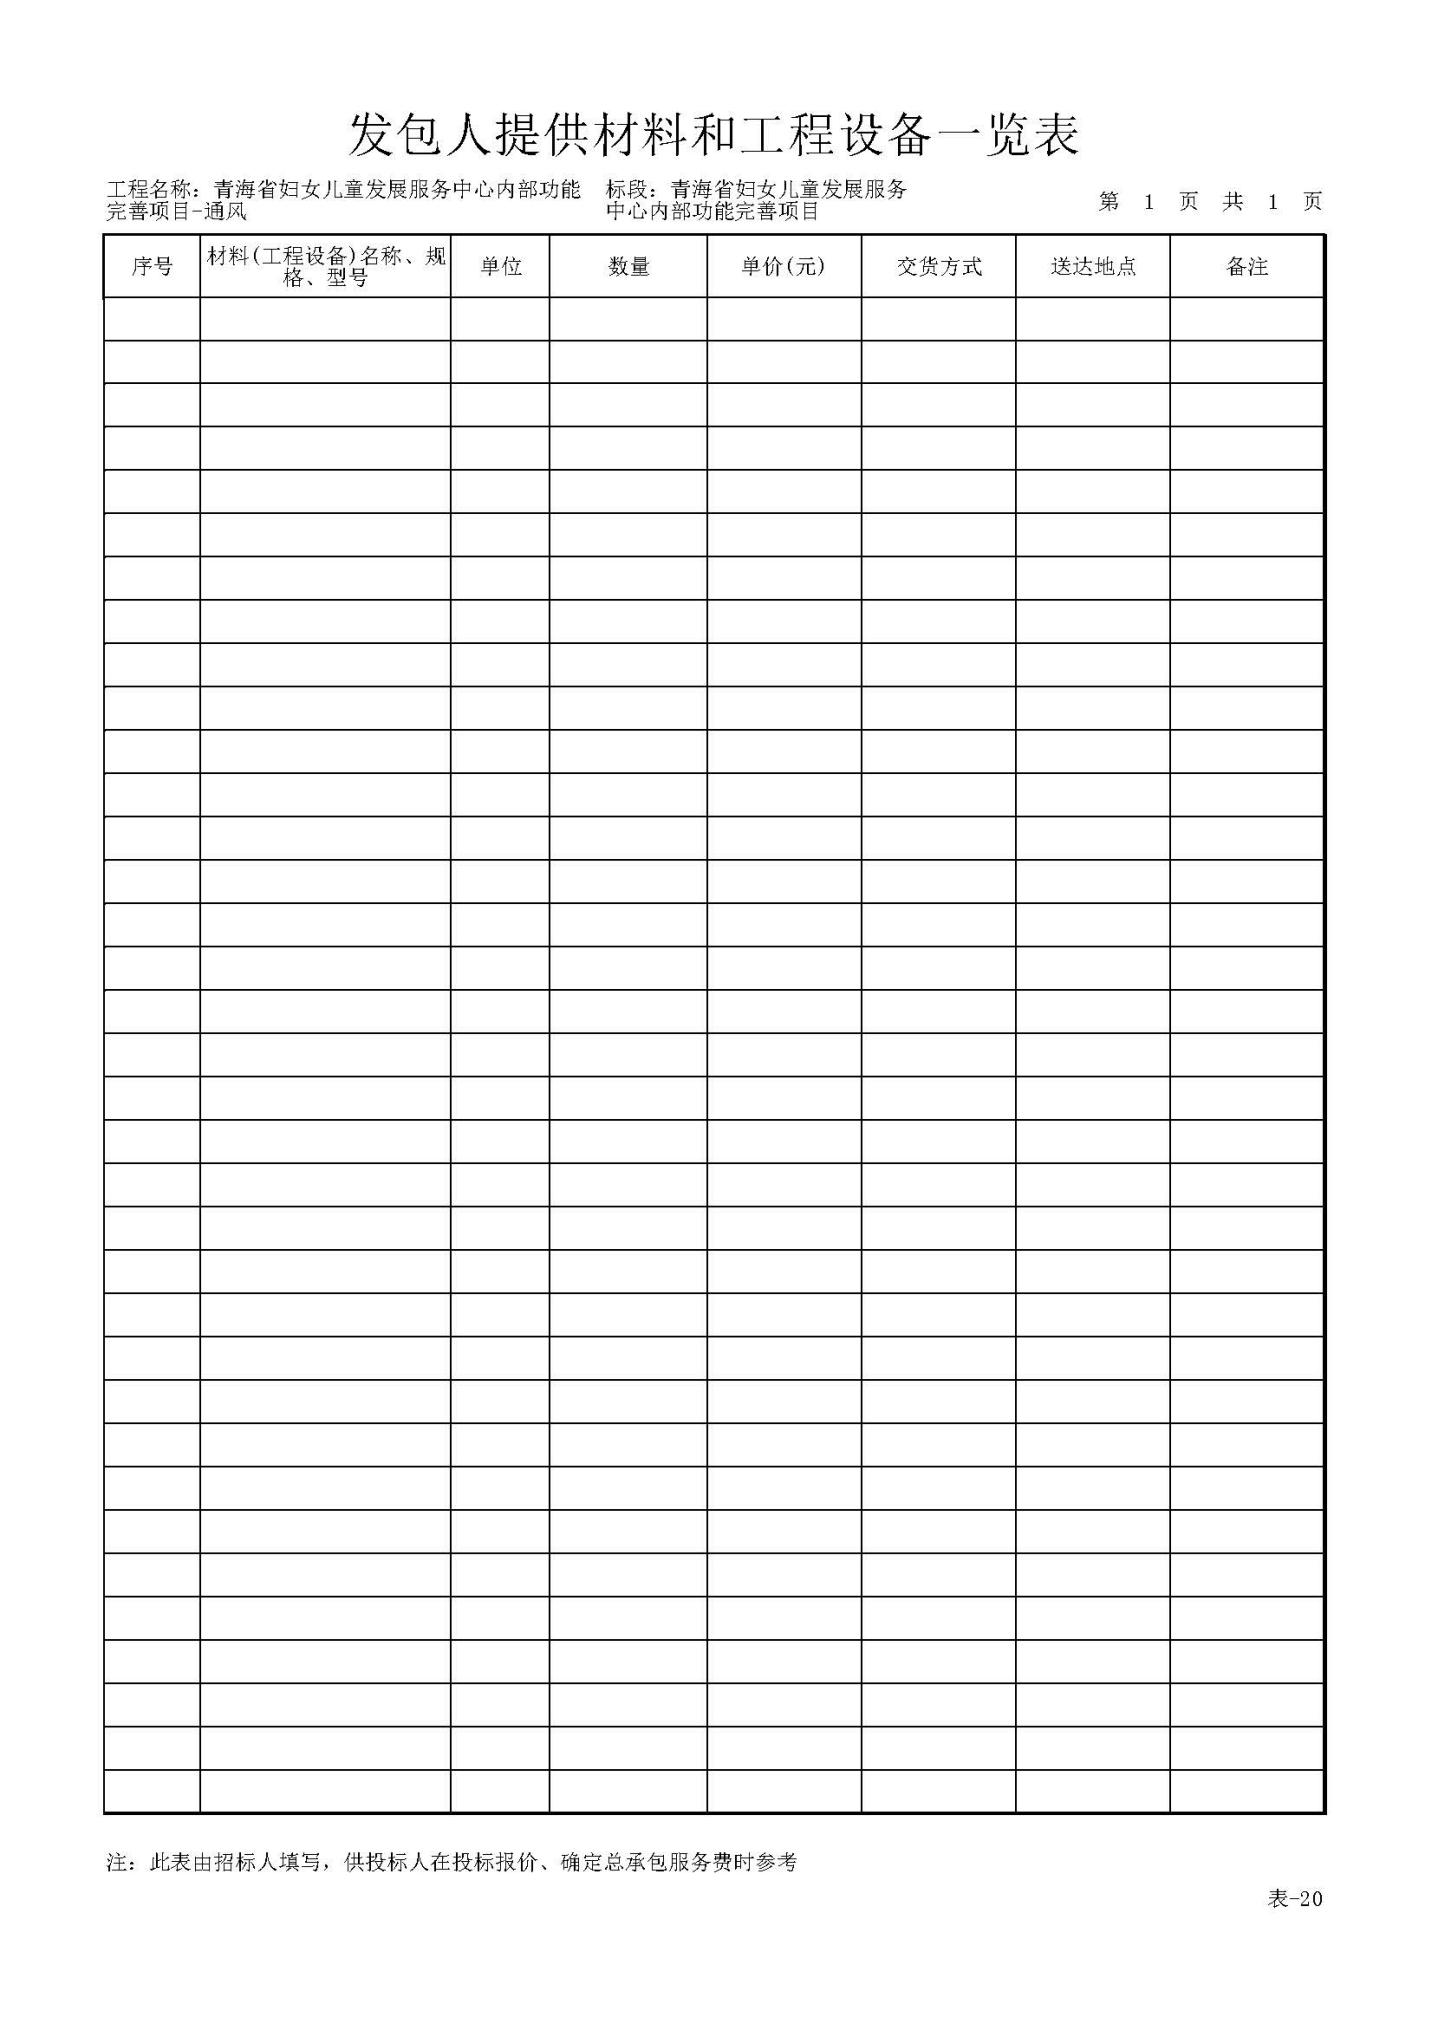 发包人提供材料和工程设备一览表
工程名称：青海省妇女儿童发展服务中心内部功能
完善项目-通风
标段：青海省妇女儿童发展服务
中心内部功能完善项目
第 1 页 共 1 页
序号
材料(工程设备)名称、规
格、型号
单位
数量
单价(元)
交货方式
送达地点
备注
注：此表由招标人填写，供投标人在投标报价、确定总承包服务费时参考
表-20